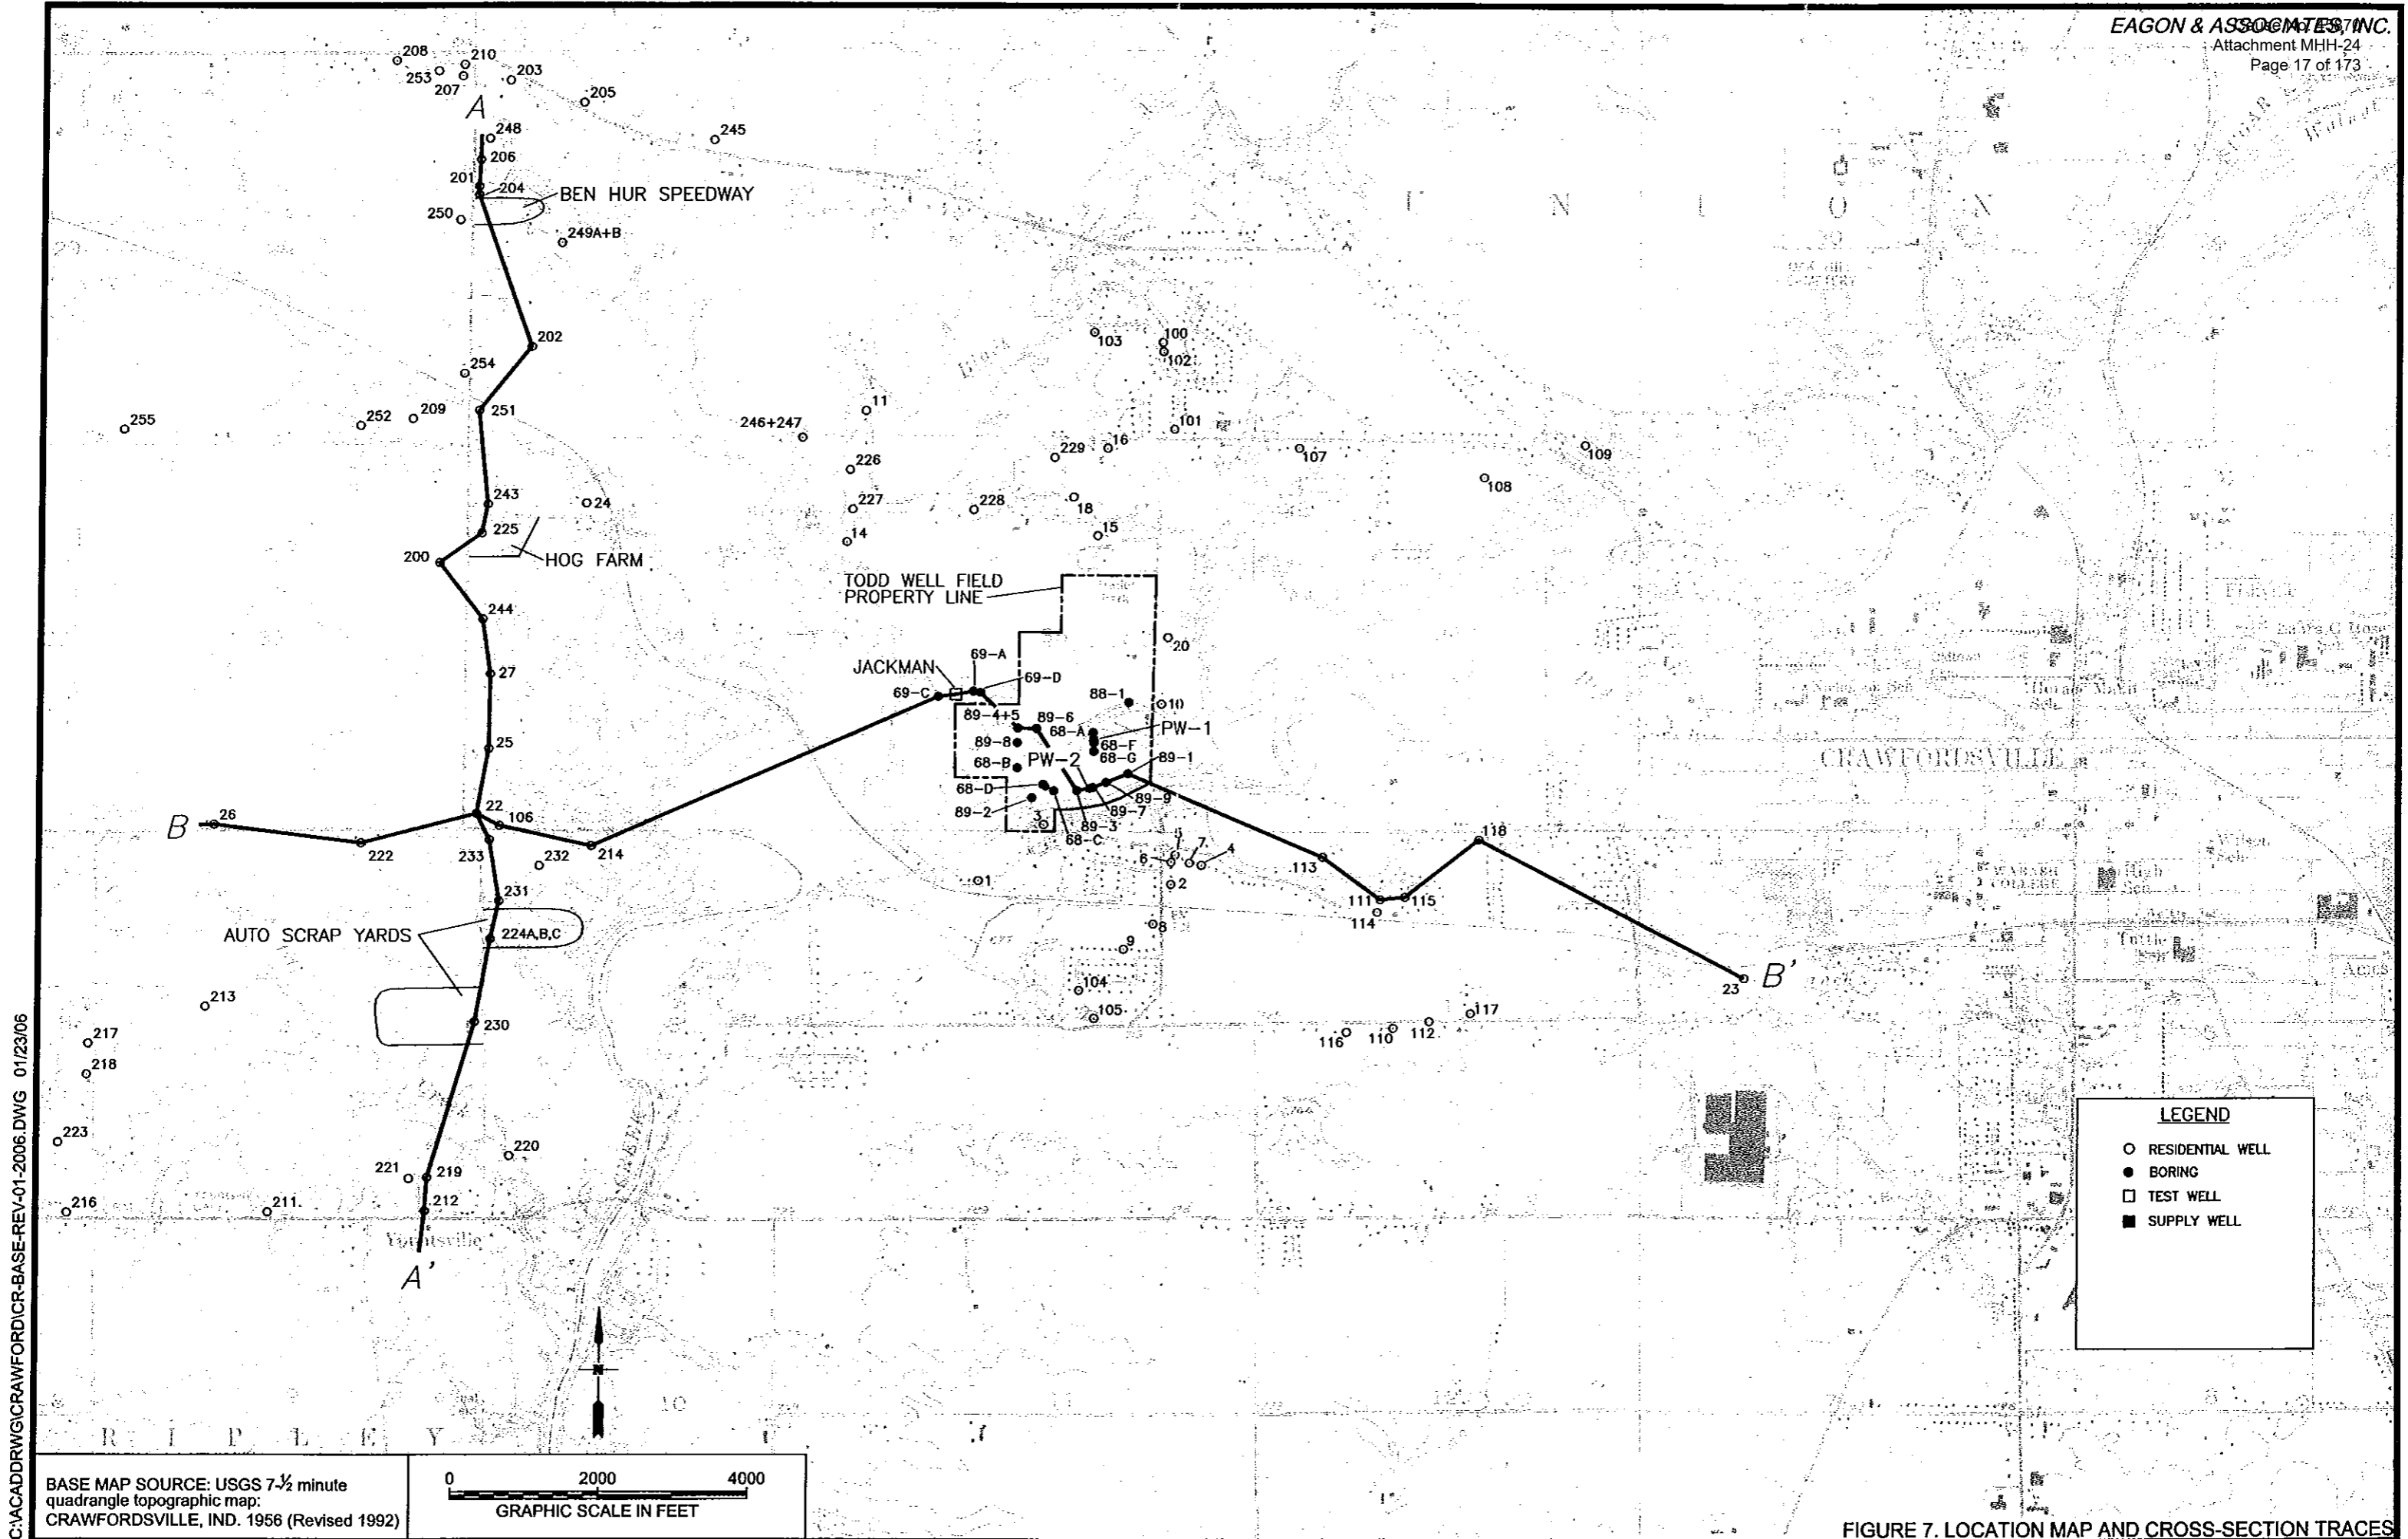 EAGON & ASSOCIATES, INC.
Attachment MHH-24
Page 17 of 173
208
210
253
207
203
205
A
245
248
206
201
204
BEN HUR SPEEDWAY
250
249A+B
U N I O N
202
103
100
102
254
251
11
255
252
209
246+247
101
16
229
107
109
226
108
243
24
227
228
18
225
14
15
200
HOG FARM
TODD WELL FIELD
PROPERTY LINE
244
20
JACKMAN
69-A
27
69-C
69-D
88-1
10
89-4+5
89-6
68-A
PW-1
25
89-8
68-F
68-B
PW-2
68-G
89-1
CRAWFORDSVILLE
68-D
89-9
B
26
22
106
89-2
3
89-7
89-3
68-C
118
222
233
232
214
5
6
7
4
113
1
2
WABASH
COLLEGE
High
Sch
231
111
115
114
AUTO SCRAP YARDS
224A,B,C
8
9
Tuttle
23
B'
213
104
230
105
117
217
116
110
112
218
LEGEND
RESIDENTIAL WELL
BORING
TEST WELL
SUPPLY WELL
223
220
221
219
216
211
212
Yountsville
A'
N
10
R I P L E Y
BASE MAP SOURCE: USGS 7-½ minute
quadrangle topographic map:
CRAWFORDSVILLE, IND. 1956 (Revised 1992)
0 2000 4000
GRAPHIC SCALE IN FEET
FIGURE 7. LOCATION MAP AND CROSS-SECTION TRACES
C:\ACADDRWG\CRAWFORD\CR-BASE-REV-01-2006.DWG 01/23/06